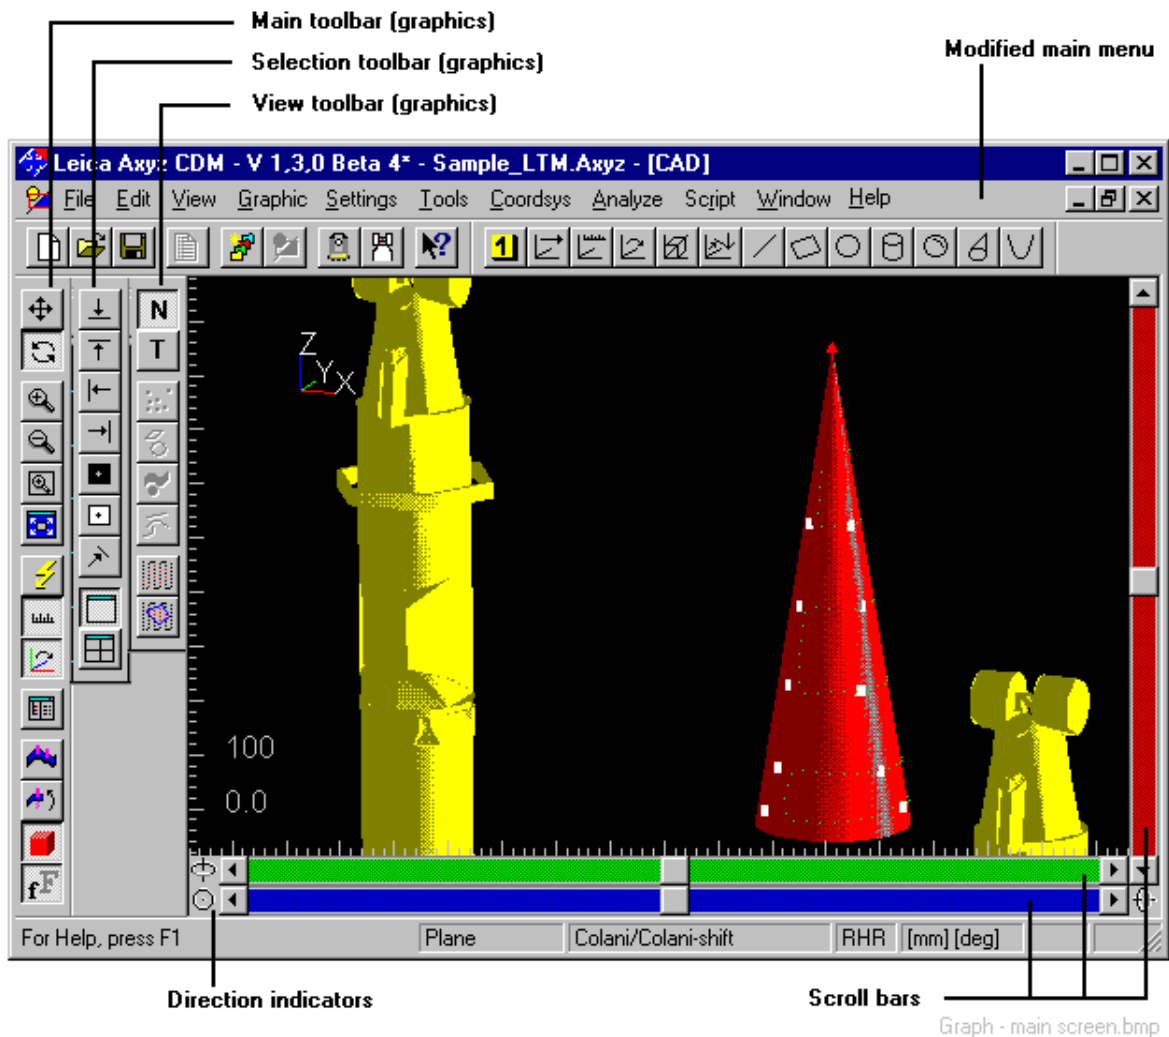 Main toolbar (graphics)
Selection toolbar (graphics)
Modified main menu
View toolbar (graphics)
Leica Axyz CDM - V 1,3,0 Beta 4* - Sample_LTM.Axyz - [CAD]
File Edit View Graphic Settings Tools Coordsys Analyze Script Window Help
1
N
T
Z
Y
X
100
0.0
fF
For Help, press F1 Plane Colani/Colani-shift RHR [mm] [deg]
Direction indicators
Scroll bars
Graph - main screen.bmp